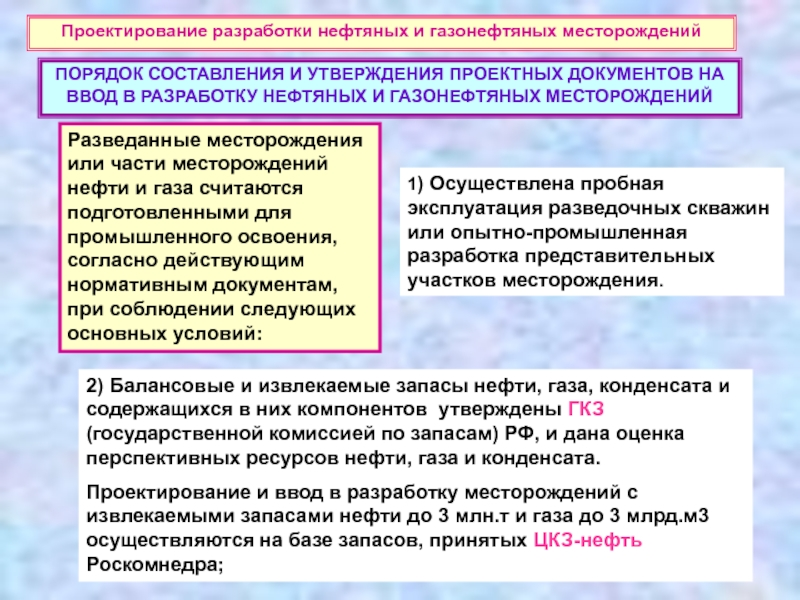 Проектирование разработки нефтяных и газонефтяных месторождений
ПОРЯДОК СОСТАВЛЕНИЯ И УТВЕРЖДЕНИЯ ПРОЕКТНЫХ ДОКУМЕНТОВ НА
ВВОД В РАЗРАБОТКУ НЕФТЯНЫХ И ГАЗОНЕФТЯНЫХ МЕСТОРОЖДЕНИЙ
Разведанные месторождения
или части месторождений
нефти и газа считаются
подготовленными для
промышленного освоения,
согласно действующим
нормативным документам,
при соблюдении следующих
основных условий:
1) Осуществлена пробная
эксплуатация разведочных скважин
или опытно-промышленная
разработка представительных
участков месторождения.
2) Балансовые и извлекаемые запасы нефти, газа, конденсата и
содержащихся в них компонентов утверждены ГКЗ
(государственной комиссией по запасам) РФ, и дана оценка
перспективных ресурсов нефти, газа и конденсата.
Проектирование и ввод в разработку месторождений с
извлекаемыми запасами нефти до 3 млн.т и газа до 3 млрд.м3
осуществляются на базе запасов, принятых ЦКЗ-нефть
Роскомнедра;